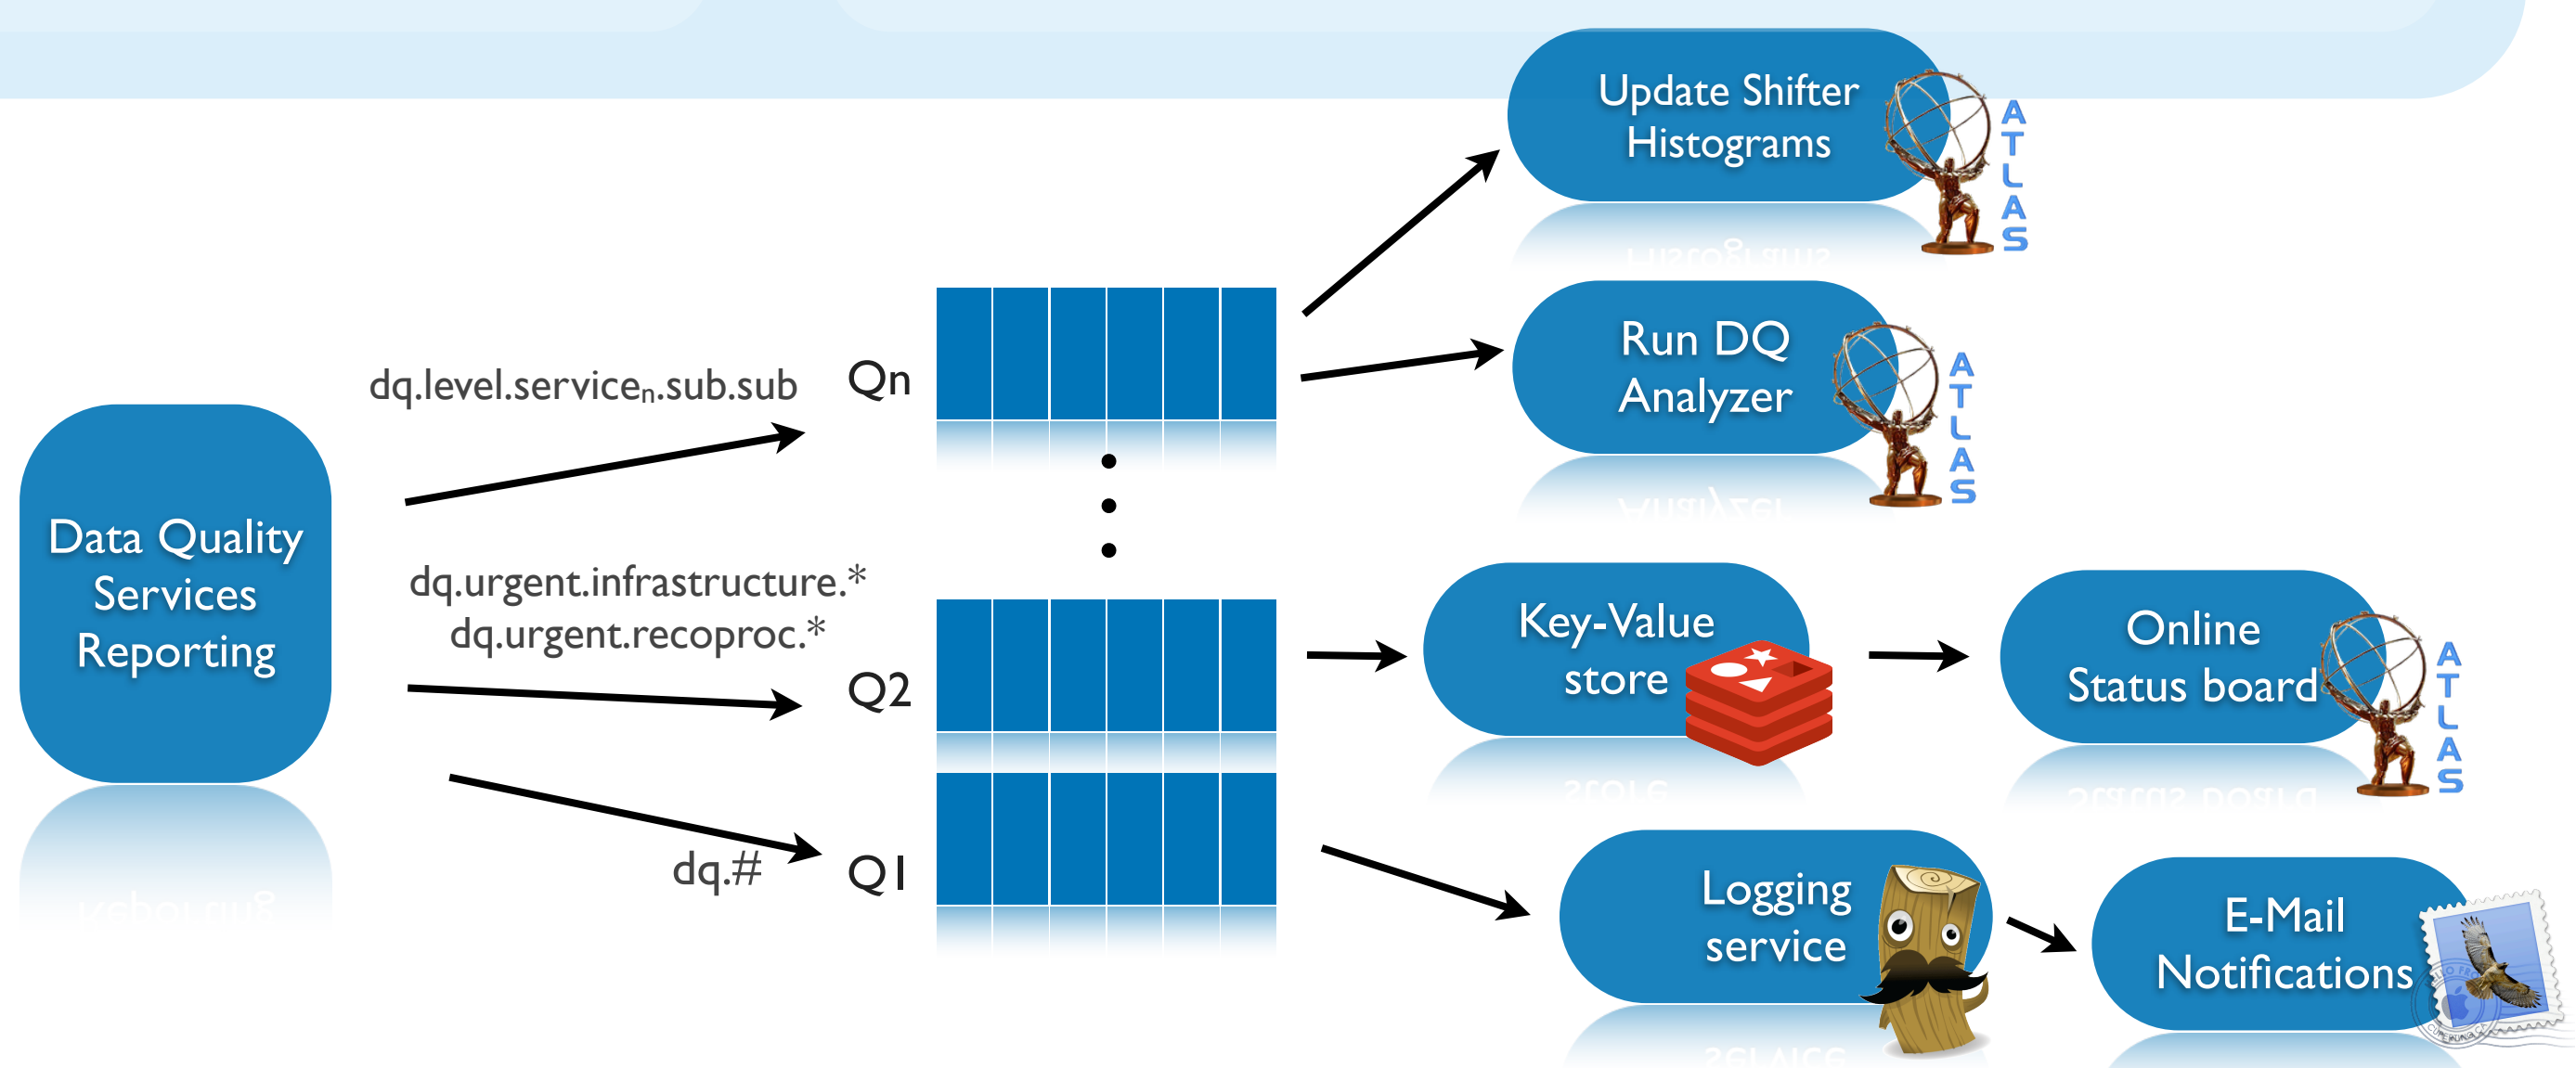 Update Shifter
Histograms
ATLAS
Run DQ
Analyzer
ATLAS
dq.level.serviceₙ.sub.sub
Qn
Data Quality
Services
Reporting
dq.urgent.infrastructure.*
dq.urgent.recoproc.*
Q2
Key-Value
store
Online
Status board
ATLAS
dq.#
Q1
Logging
service
E-Mail
Notifications